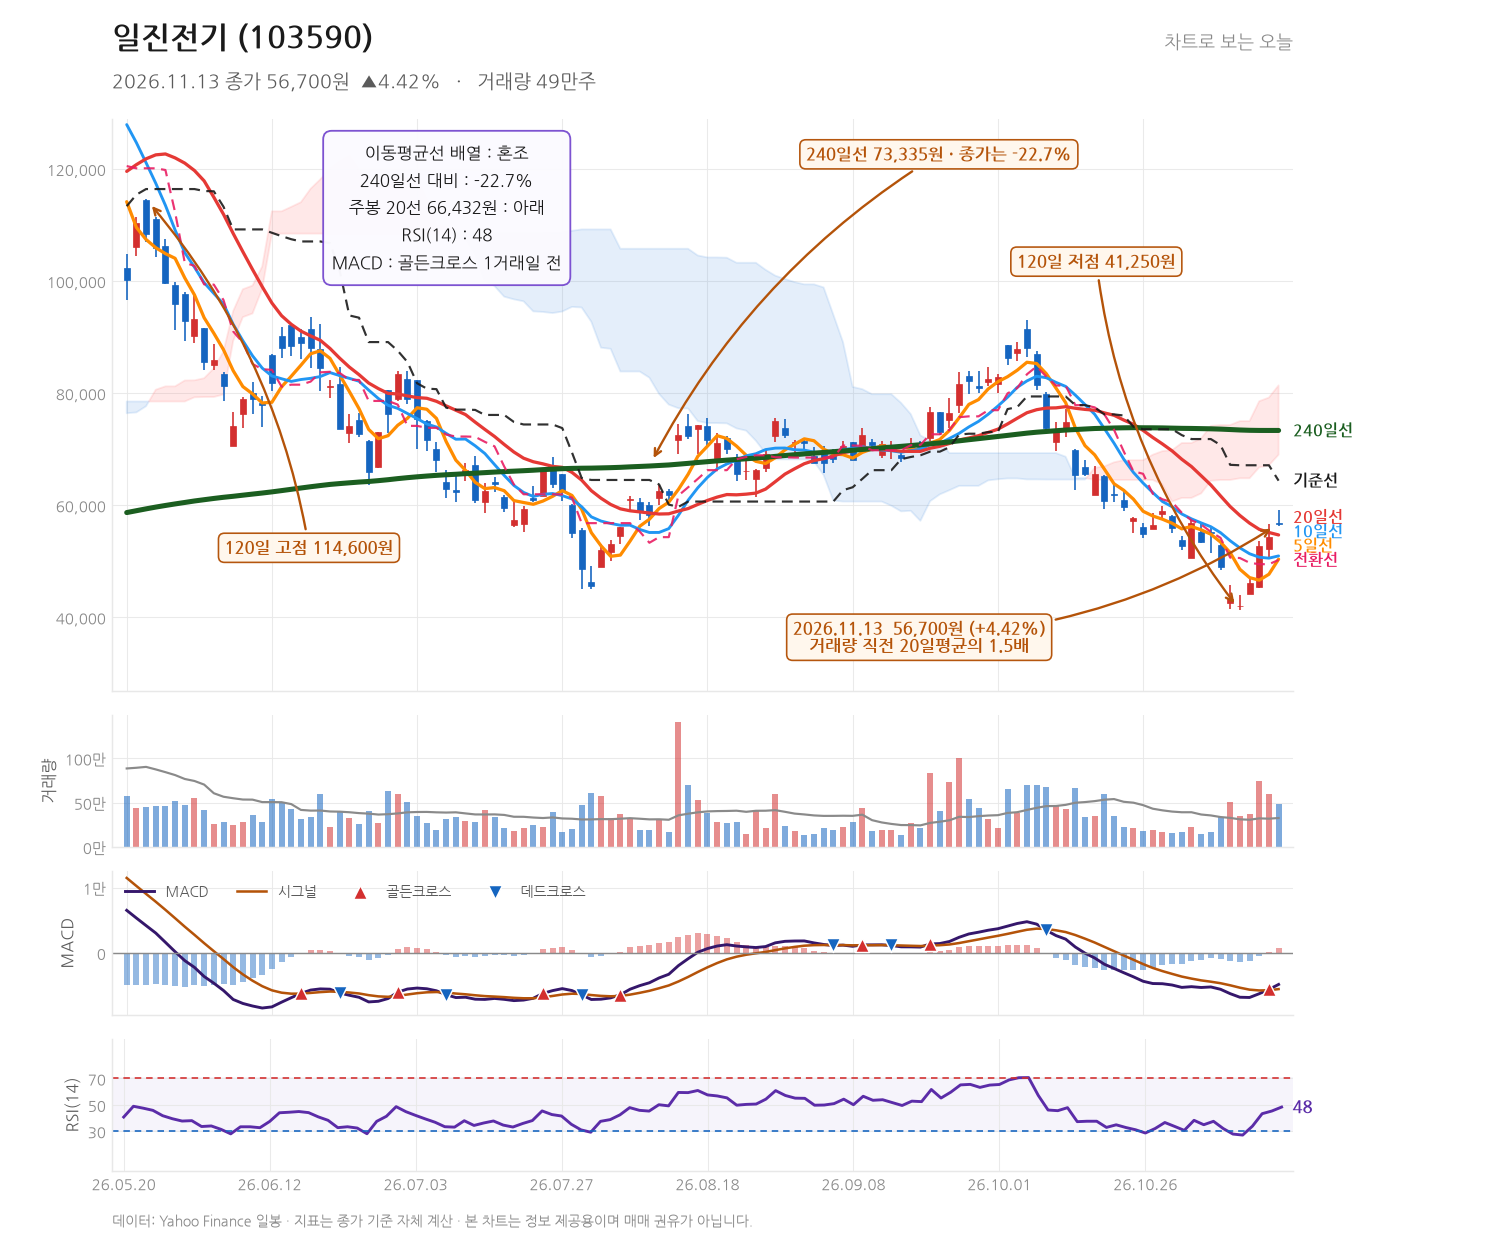 일진전기 (103590)
차트로 보는 오늘
2026.11.13 종가 56,700원 ▲4.42% · 거래량 49만주
이동평균선 배열 : 혼조
240일선 대비 : -22.7%
주봉 20선 66,432원 : 아래
RSI(14) : 48
MACD : 골든크로스 1거래일 전
240일선 73,335원 · 종가는 -22.7%
120일 저점 41,250원
120일 고점 114,600원
2026.11.13 56,700원 (+4.42%)
거래량 직전 20일평균의 1.5배
120,000
100,000
80,000
60,000
40,000
240일선
기준선
20일선
10일선
5일선
전환선
거래량
100만
50만
0만
MACD
1만
0
MACD
시그널
골든크로스
데드크로스
RSI(14)
70
50
30
48
26.05.20
26.06.12
26.07.03
26.07.27
26.08.18
26.09.08
26.10.01
26.10.26
데이터: Yahoo Finance 일봉 · 지표는 종가 기준 자체 계산 · 본 차트는 정보 제공용이며 매매 권유가 아닙니다.